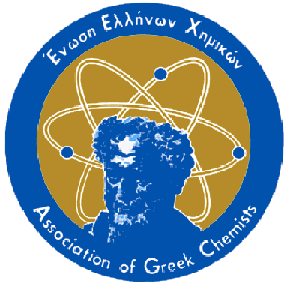 Ένωση Ελλήνων Χημικών
Association of Greek Chemists